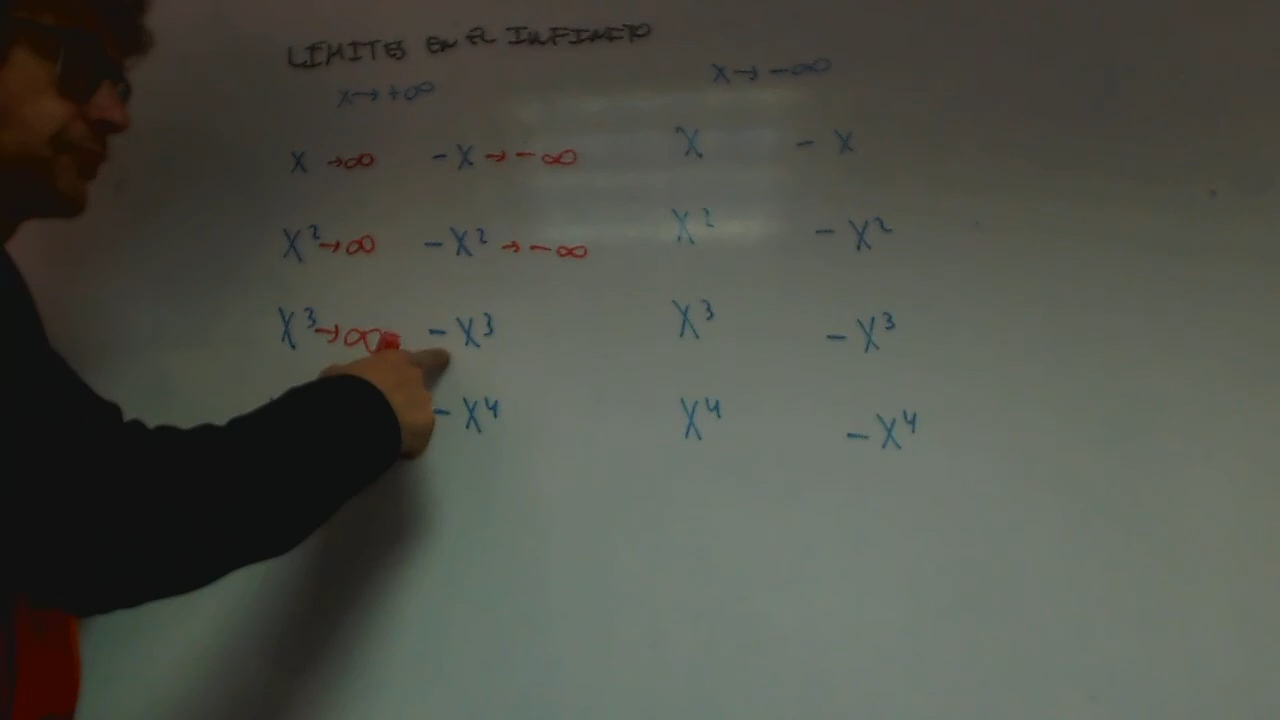 LÍMITES EN EL INFINITO
x→+∞ x→-∞
x →∞ -x →-∞ x -x
x² →∞ -x² →-∞ x² -x²
x³ →∞ -x³ x³ -x³
-x⁴ x⁴ -x⁴